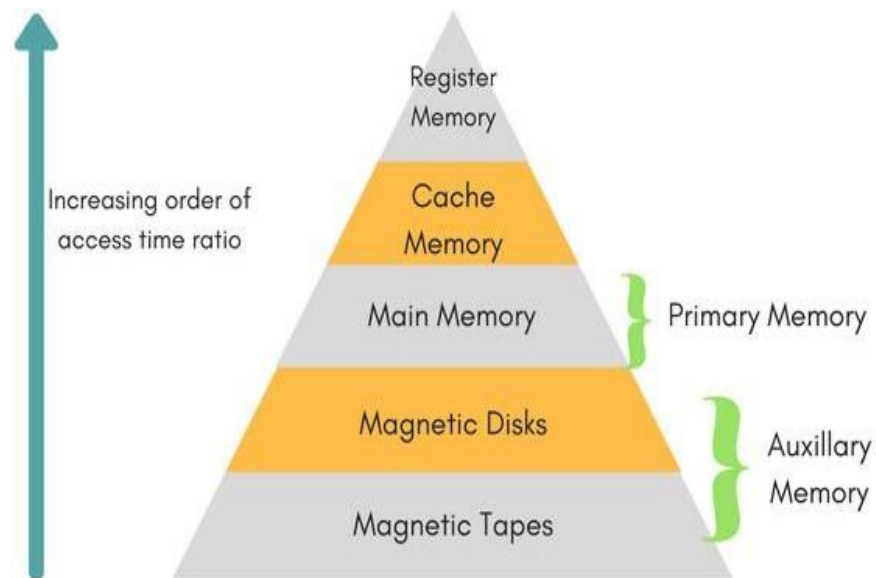 Register
Memory
Increasing order of
access time ratio
Cache
Memory
Main Memory
Primary Memory
Magnetic Disks
Auxillary
Memory
Magnetic Tapes